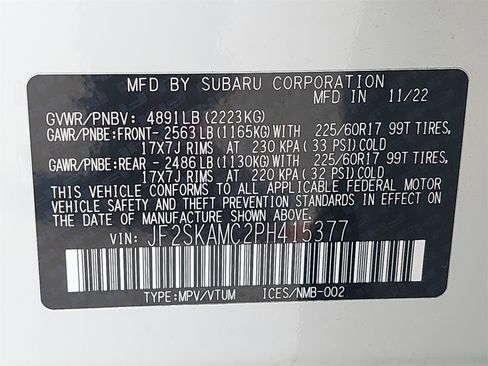 MFD BY SUBARU CORPORATION
MFD IN 11/22
GVWR/PNBV: 4891LB (2223KG)
GAWR/PNBE:FRONT- 2563LB (1165KG)WITH 225/60R17 99T TIRES,
17X7J RIMS AT 230 KPA (33 PSI)COLD
GAWR/PNBE:REAR - 2486LB (1130KG)WITH 225/60R17 99T TIRES,
17X7J RIMS AT 220 KPA (32 PSI)COLD
THIS VEHICLE CONFORMS TO ALL APPLICABLE FEDERAL MOTOR
VEHICLE SAFETY AND THEFT PREVENTION STANDARDS IN EFFECT
ON THE DATE OF MANUFACTURE SHOWN ABOVE.
VIN: JF2SKAMC2PH415377
TYPE:MPV/VTUM ICES/NMB-002